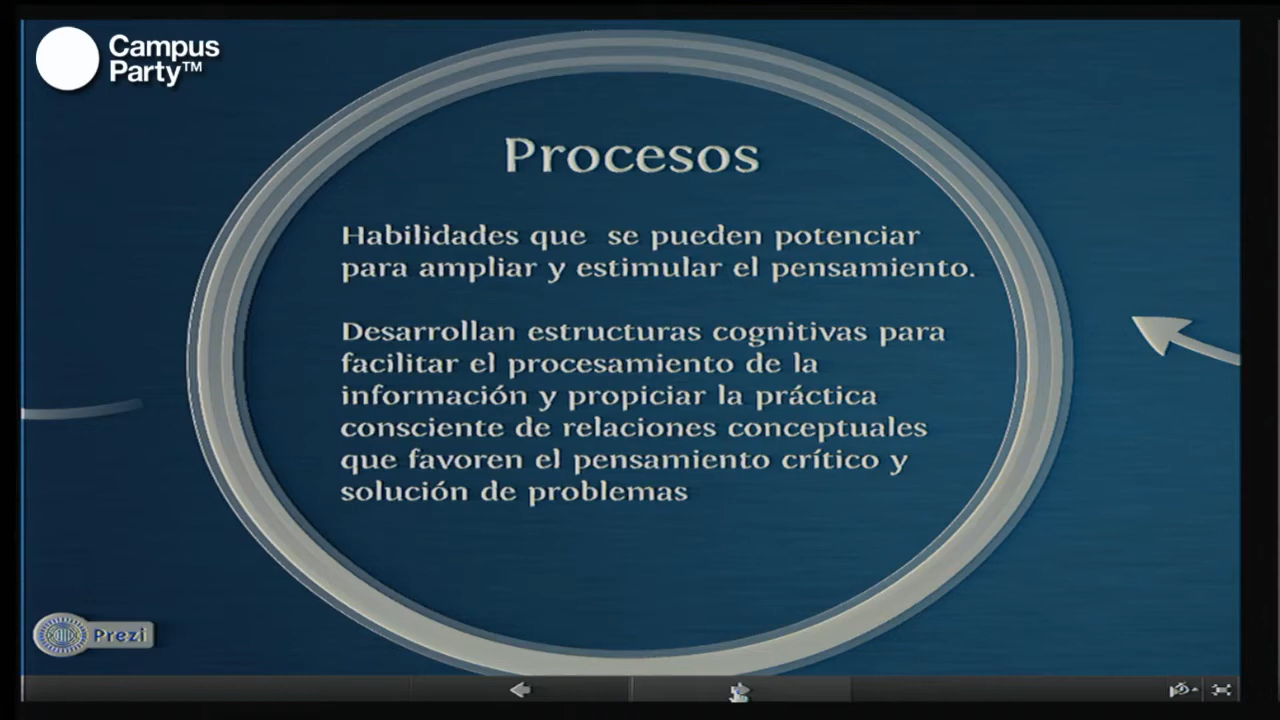 Campus
Party™
Procesos
Habilidades que se pueden potenciar
para ampliar y estimular el pensamiento.
Desarrollan estructuras cognitivas para
facilitar el procesamiento de la
información y propiciar la práctica
consciente de relaciones conceptuales
que favoren el pensamiento crítico y
solución de problemas
Prezi